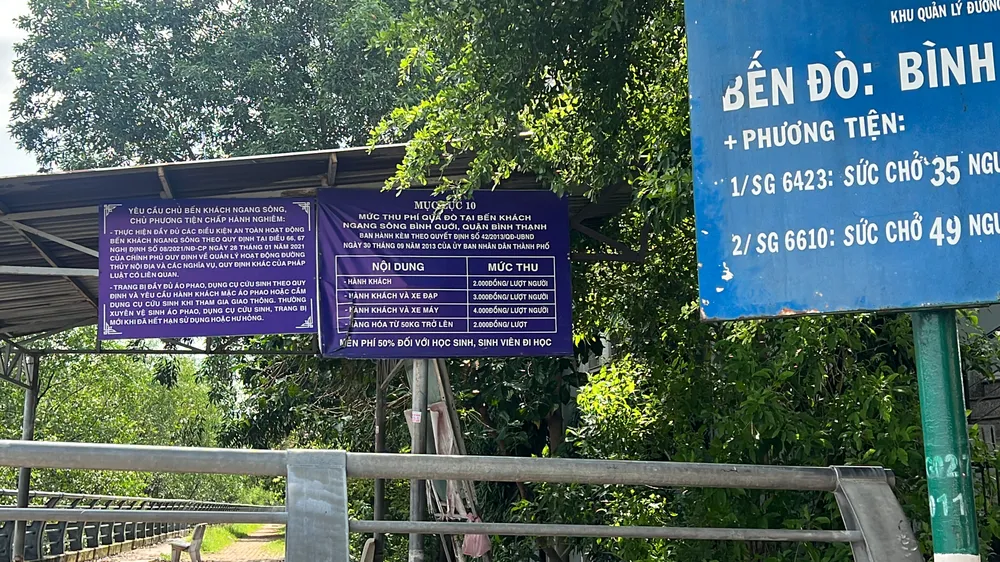 YÊU CẦU CHỦ BẾN KHÁCH NGANG SÔNG,
CHỦ PHƯƠNG TIỆN CHẤP HÀNH NGHIÊM:
- THỰC HIỆN ĐẦY ĐỦ CÁC ĐIỀU KIỆN AN TOÀN HOẠT ĐỘNG
BẾN KHÁCH NGANG SÔNG THEO QUY ĐỊNH TẠI ĐIỀU 66, 67
NGHỊ ĐỊNH SỐ 08/2021/NĐ-CP NGÀY 28 THÁNG 01 NĂM 2021
CỦA CHÍNH PHỦ QUY ĐỊNH VỀ QUẢN LÝ HOẠT ĐỘNG ĐƯỜNG
THỦY NỘI ĐỊA VÀ CÁC NGHĨA VỤ, QUY ĐỊNH KHÁC CỦA PHÁP
LUẬT CÓ LIÊN QUAN.
- TRANG BỊ ĐẦY ĐỦ ÁO PHAO, DỤNG CỤ CỨU SINH THEO QUY
ĐỊNH VÀ YÊU CẦU HÀNH KHÁCH MẶC ÁO PHAO HOẶC CẦM
DỤNG CỤ CỨU SINH KHI THAM GIA GIAO THÔNG. THƯỜNG
XUYÊN VỆ SINH ÁO PHAO, DỤNG CỤ CỨU SINH, TRANG BỊ
MỚI KHI ĐÃ HẾT HẠN SỬ DỤNG HOẶC HƯ HỎNG.
LỤC 10
MỨC THU PHÍ QUA ĐÒ TẠI BẾN KHÁCH
NGANG SÔNG BÌNH QUỚI, QUẬN BÌNH THẠNH
BAN HÀNH KÈM THEO QUYẾT ĐỊNH SỐ 42/2013/QĐ-UBND
NGÀY 30 THÁNG 09 NĂM 2013 CỦA ỦY BAN NHÂN DÂN THÀNH PHỐ
NỘI DUNG MỨC THU
- HÀNH KHÁCH 2.000ĐỒNG/ LƯỢT NGƯỜI
- HÀNH KHÁCH VÀ XE ĐẠP 3.000ĐỒNG/ LƯỢT NGƯỜI
- HÀNH KHÁCH VÀ XE MÁY 4.000ĐỒNG/ LƯỢT NGƯỜI
HÀNG HÓA TỪ 50KG TRỞ LÊN 2.000ĐỒNG/ LƯỢT
MIỄN PHÍ 50% ĐỐI VỚI HỌC SINH, SINH VIÊN ĐI HỌC
KHU QUẢN LÝ ĐƯỜN
BẾN ĐÒ: BÌNH
+ PHƯƠNG TIỆN:
1/ SG 6423: SỨC CHỞ 35 NGƯ
2/ SG 6610: SỨC CHỞ 49 NGƯ